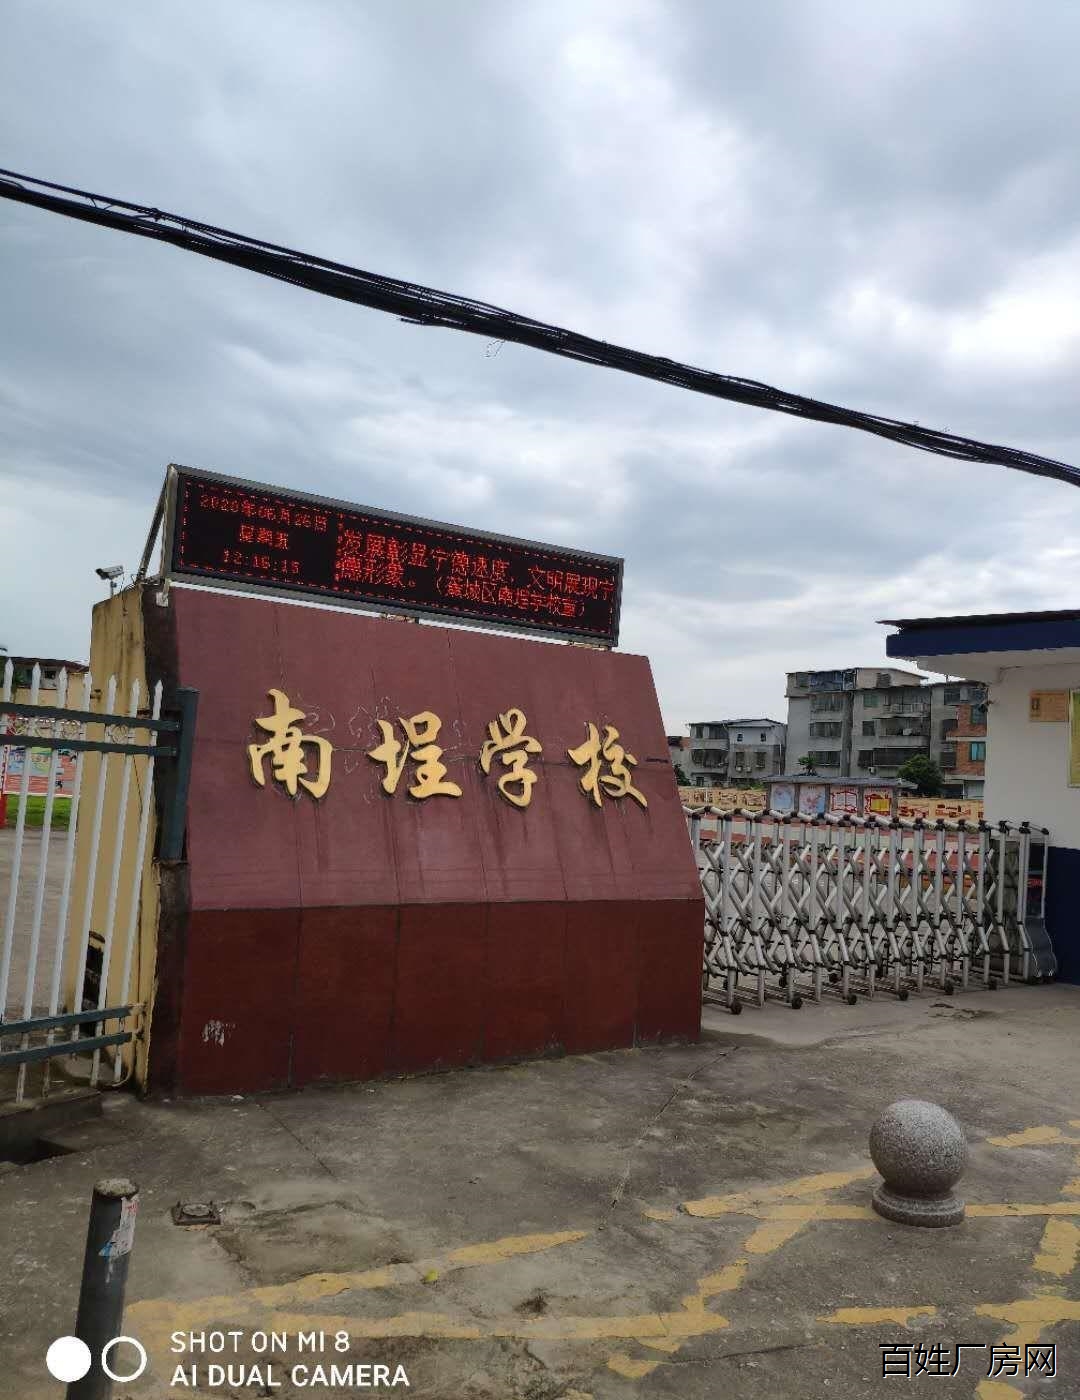 2020年06月26日
星期五
12:16:15
发展彰显宁德速度，文明展现宁
德形象。（蕉城区南埕学校宣）
南埕学校
SHOT ON MI 8
AI DUAL CAMERA
百姓厂房网